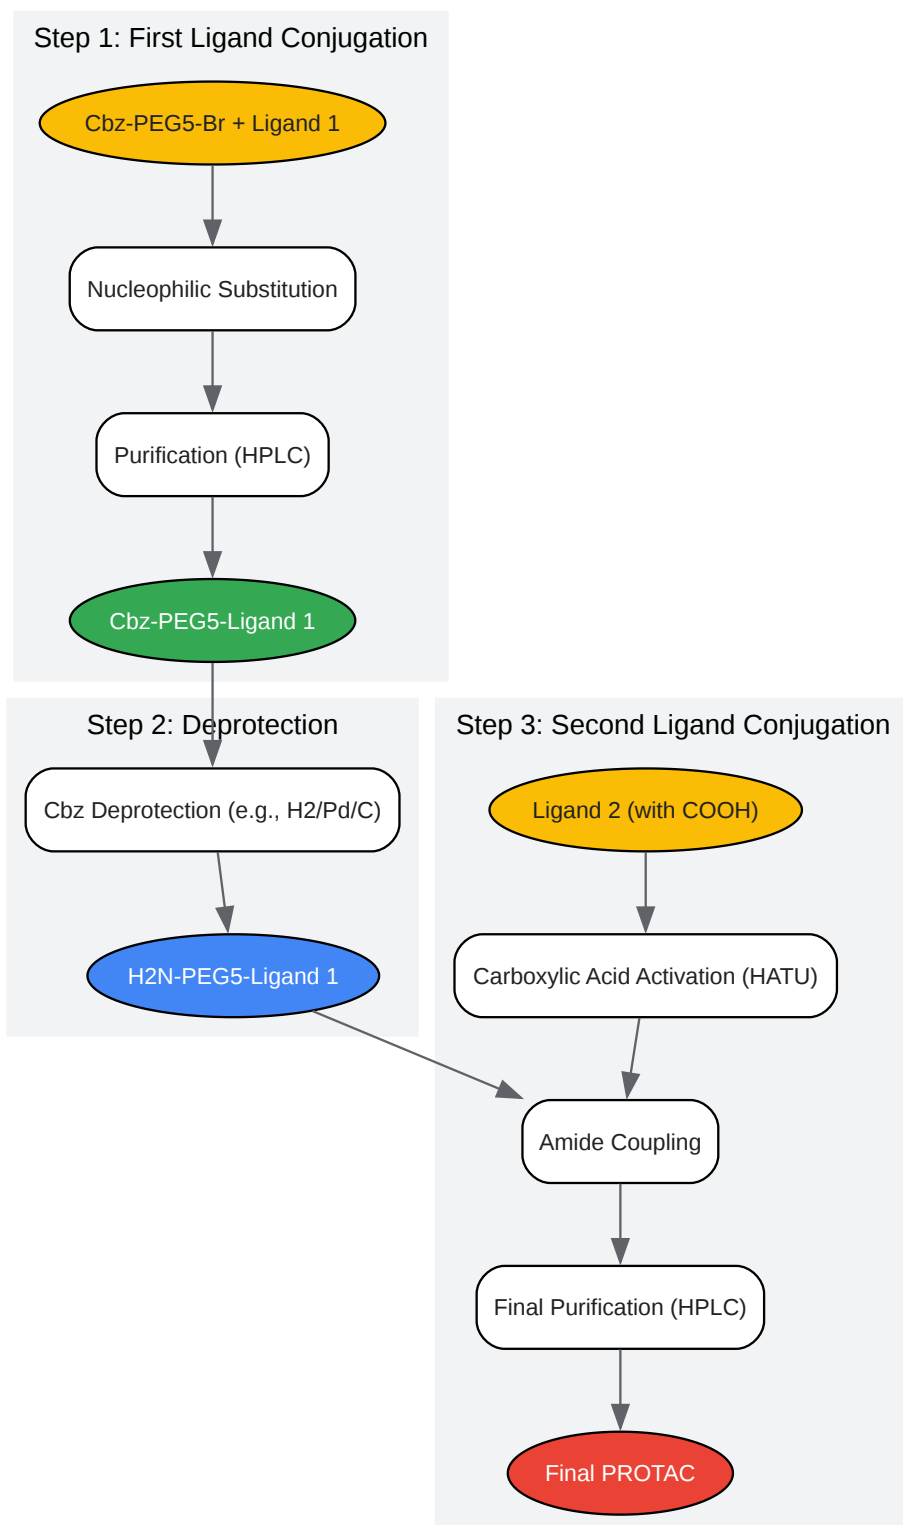 Step 1: First Ligand Conjugation
Cbz-PEG5-Br + Ligand 1
Nucleophilic Substitution
Purification (HPLC)
Cbz-PEG5-Ligand 1
Step 2: Deprotection
Cbz Deprotection (e.g., H2/Pd/C)
H2N-PEG5-Ligand 1
Step 3: Second Ligand Conjugation
Ligand 2 (with COOH)
Carboxylic Acid Activation (HATU)
Amide Coupling
Final Purification (HPLC)
Final PROTAC